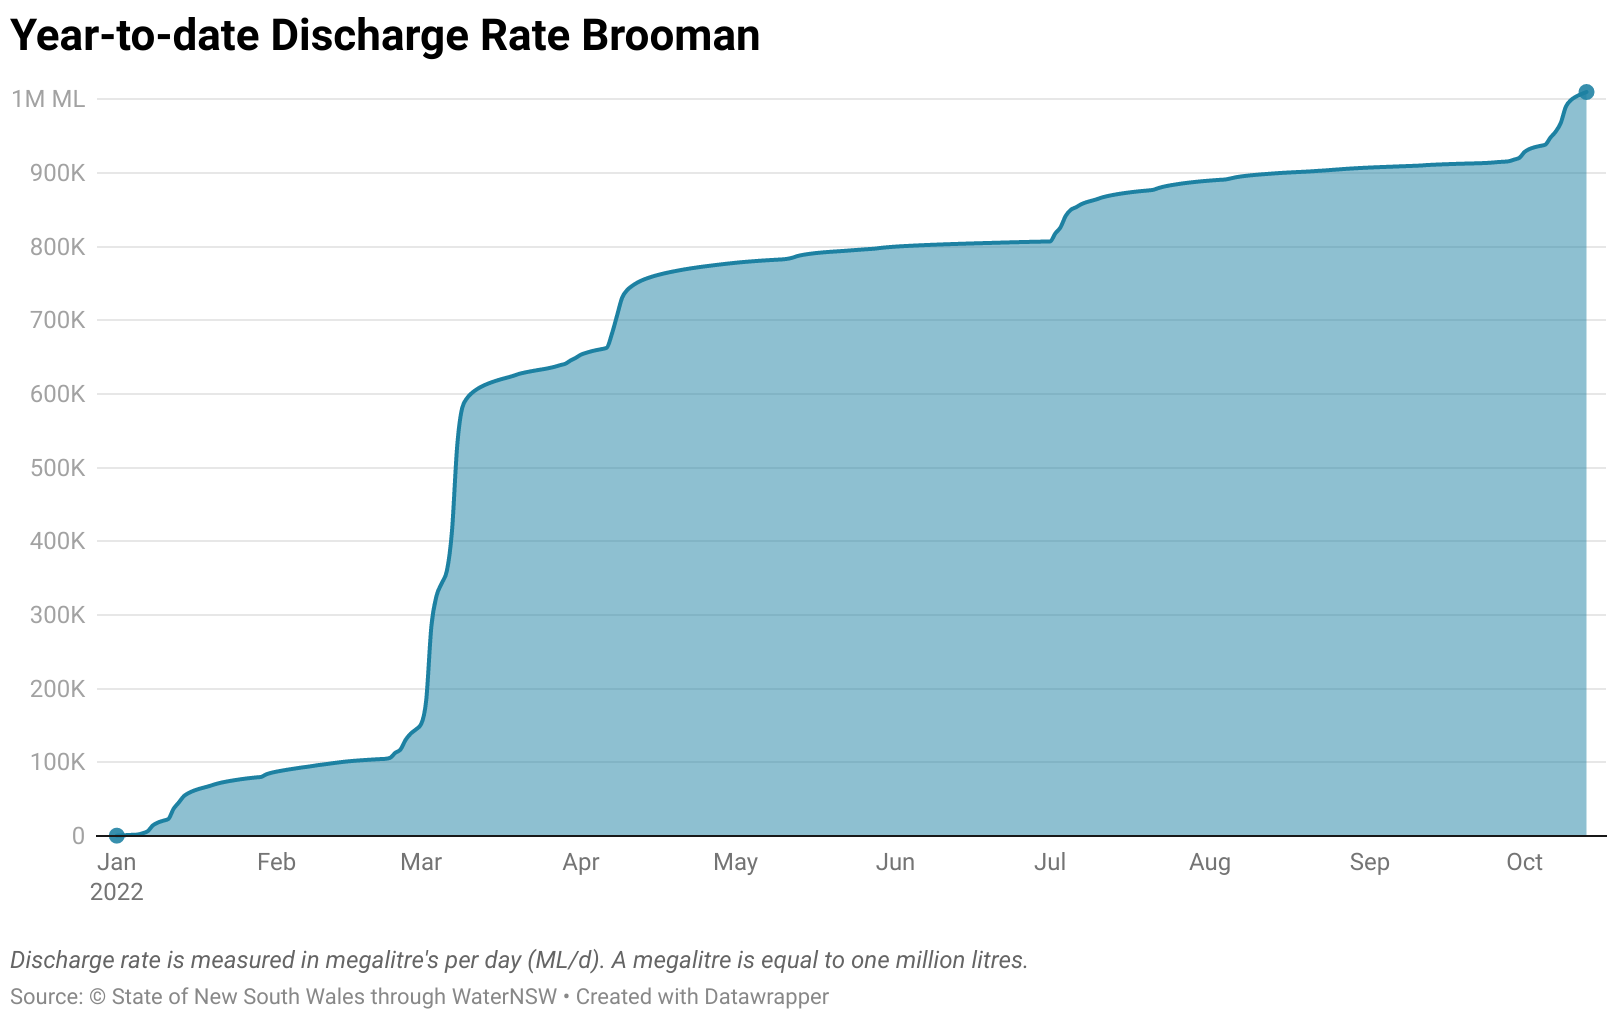 Year-to-date Discharge Rate Brooman
1M ML
900K
800K
700K
600K
500K
400K
300K
200K
100K
0
Jan Feb Mar Apr May Jun Jul Aug Sep Oct
2022
Discharge rate is measured in megalitre's per day (ML/d). A megalitre is equal to one million litres.
Source: © State of New South Wales through WaterNSW • Created with Datawrapper